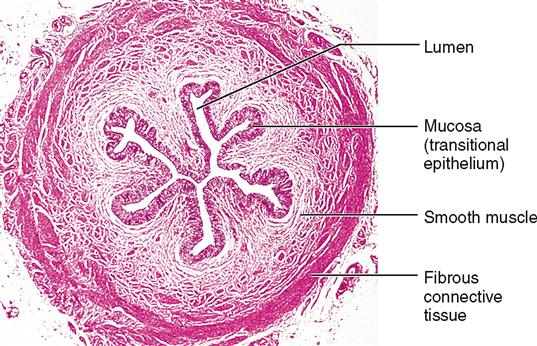 Lumen
Mucosa
(transitional
epithelium)
Smooth muscle
Fibrous
connective
tissue